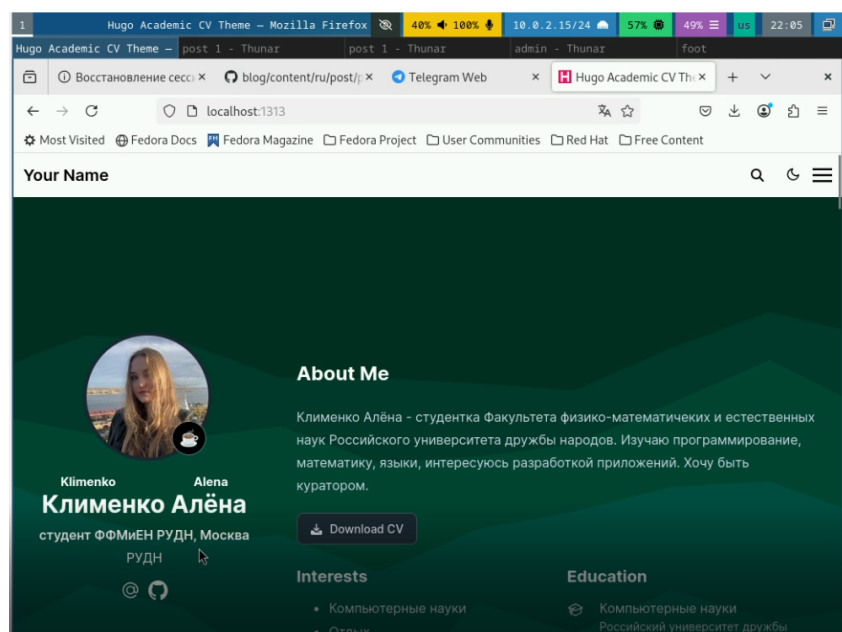 1 Hugo Academic CV Theme — Mozilla Firefox 40% 100% 10.0.2.15/24 57% 49% us 22:05
Hugo Academic CV Theme — post 1 - Thunar post 1 - Thunar admin - Thunar foot
Восстановление сесс blog/content/ru/post/p Telegram Web Hugo Academic CV The
localhost:1313
Most Visited Fedora Docs Fedora Magazine Fedora Project User Communities Red Hat Free Content
Your Name
About Me
Клименко Алёна - студентка Факультета физико-математичеких и естественных
наук Российского университета дружбы народов. Изучаю программирование,
математику, языки, интересуюсь разработкой приложений. Хочу быть
куратором.
Klimenko Alena
Клименко Алёна
студент ФФМиЕН РУДН, Москва
РУДН
Download CV
Interests
Компьютерные науки
Отдых
Education
Компьютерные науки
Российский университет дружбы